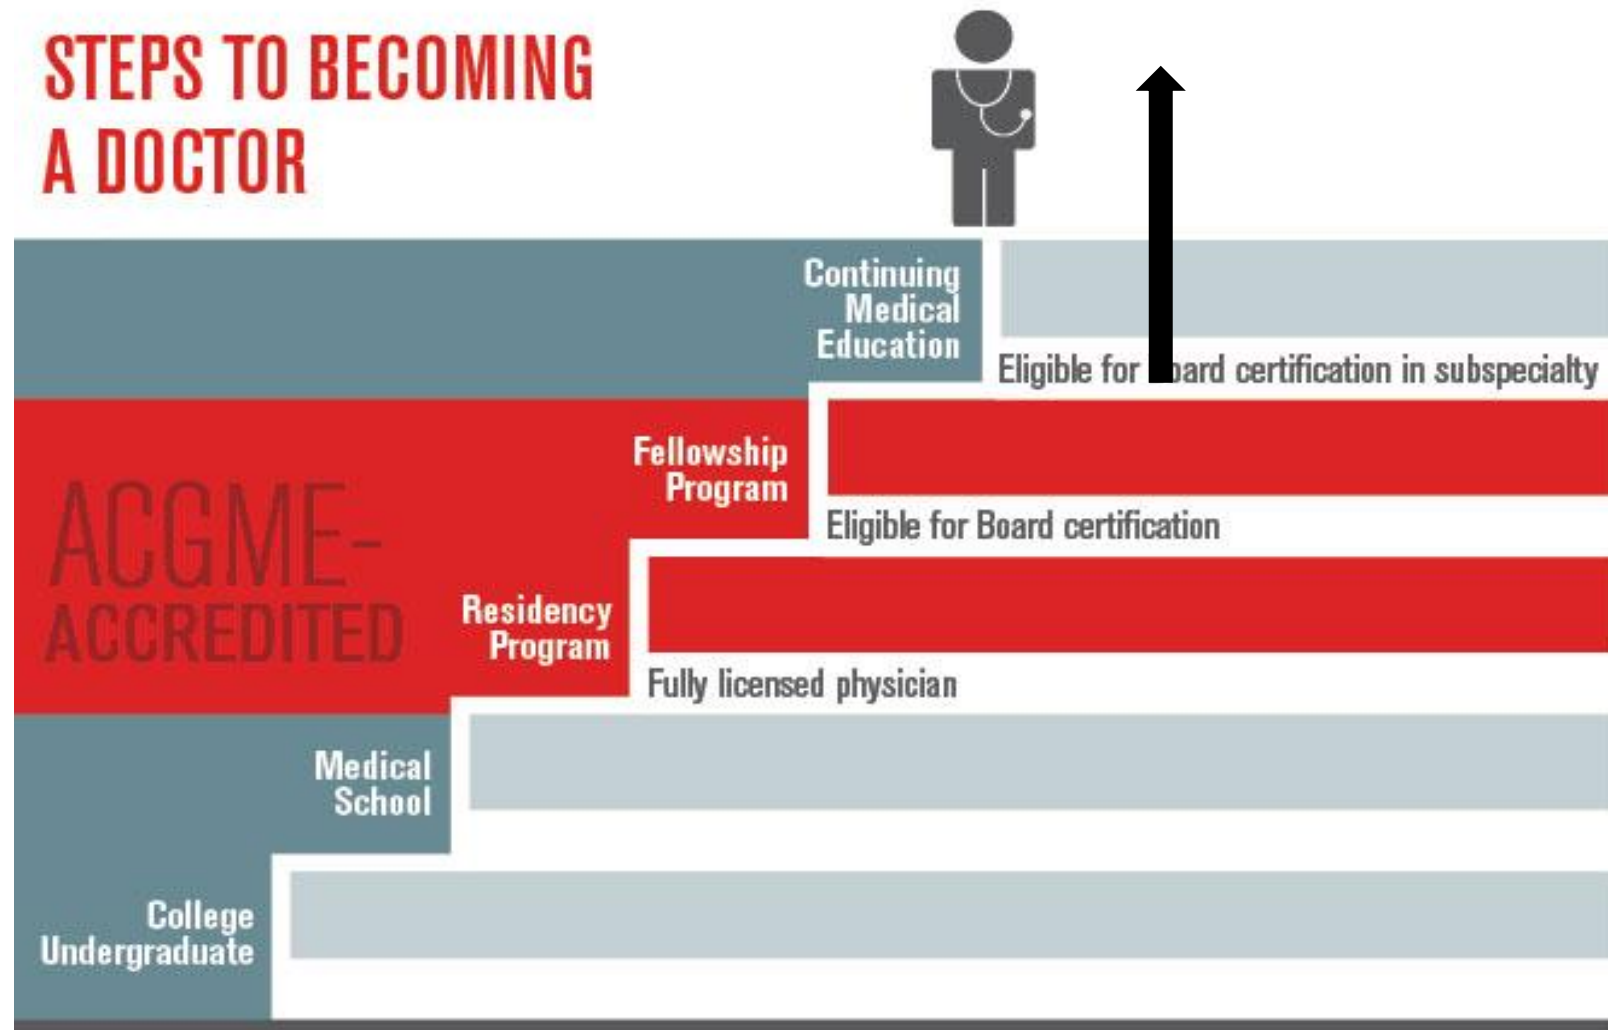 STEPS TO BECOMING
A DOCTOR
Continuing
Medical
Education
Eligible for Board certification in subspecialty
Fellowship
Program
Eligible for Board certification
ACGME-
ACCREDITED
Residency
Program
Fully licensed physician
Medical
School
College
Undergraduate